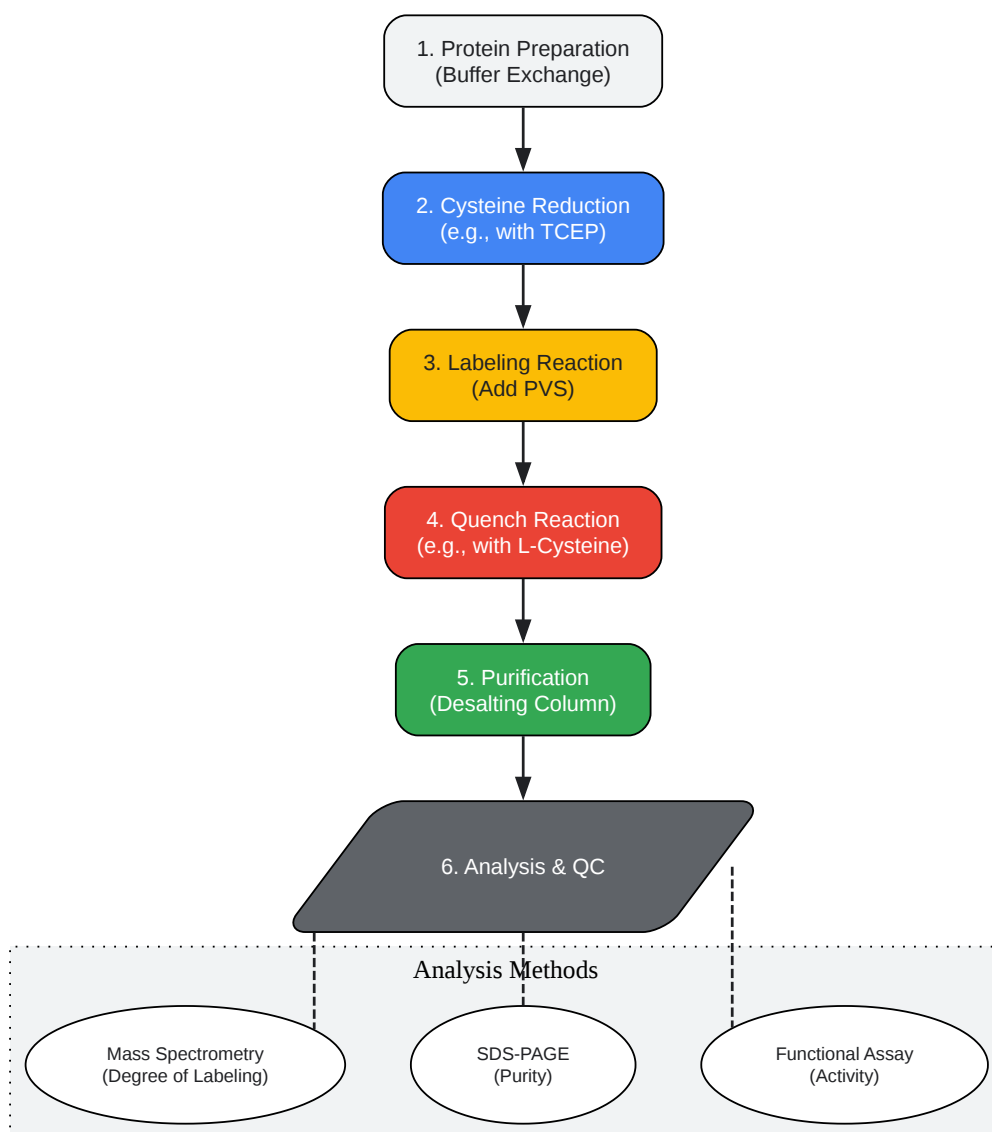 1. Protein Preparation
(Buffer Exchange)
2. Cysteine Reduction
(e.g., with TCEP)
3. Labeling Reaction
(Add PVS)
4. Quench Reaction
(e.g., with L-Cysteine)
5. Purification
(Desalting Column)
6. Analysis & QC
Analysis Methods
Mass Spectrometry
(Degree of Labeling)
SDS-PAGE
(Purity)
Functional Assay
(Activity)